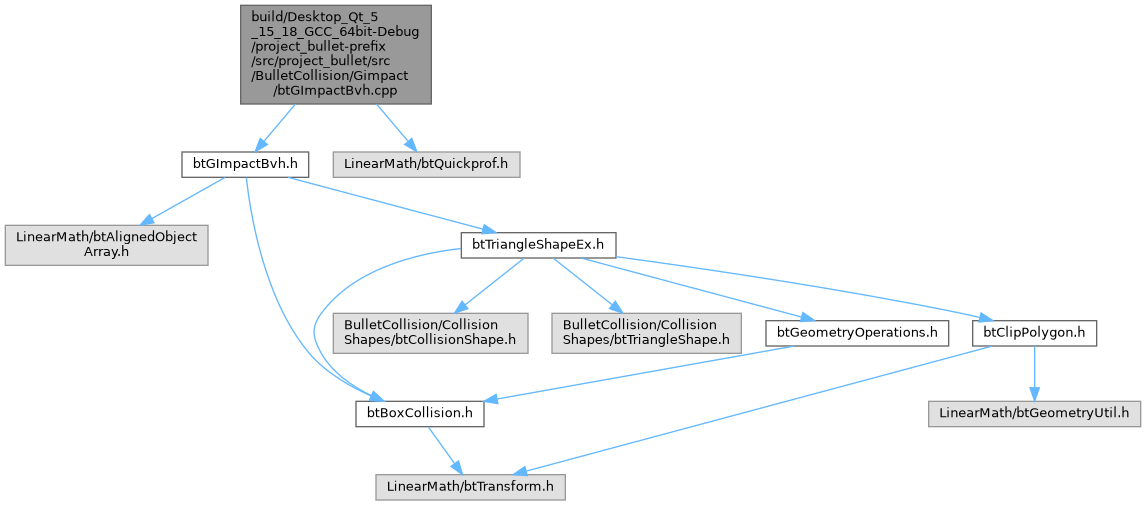 build/Desktop_Qt_5
_15_18_GCC_64bit-Debug
/project_bullet-prefix
/src/project_bullet/src
/BulletCollision/Gimpact
/btGImpactBvh.cpp
btGImpactBvh.h
LinearMath/btQuickprof.h
LinearMath/btAlignedObject
Array.h
btTriangleShapeEx.h
BulletCollision/Collision
Shapes/btCollisionShape.h
BulletCollision/Collision
Shapes/btTriangleShape.h
btGeometryOperations.h
btClipPolygon.h
btBoxCollision.h
LinearMath/btGeometryUtil.h
LinearMath/btTransform.h